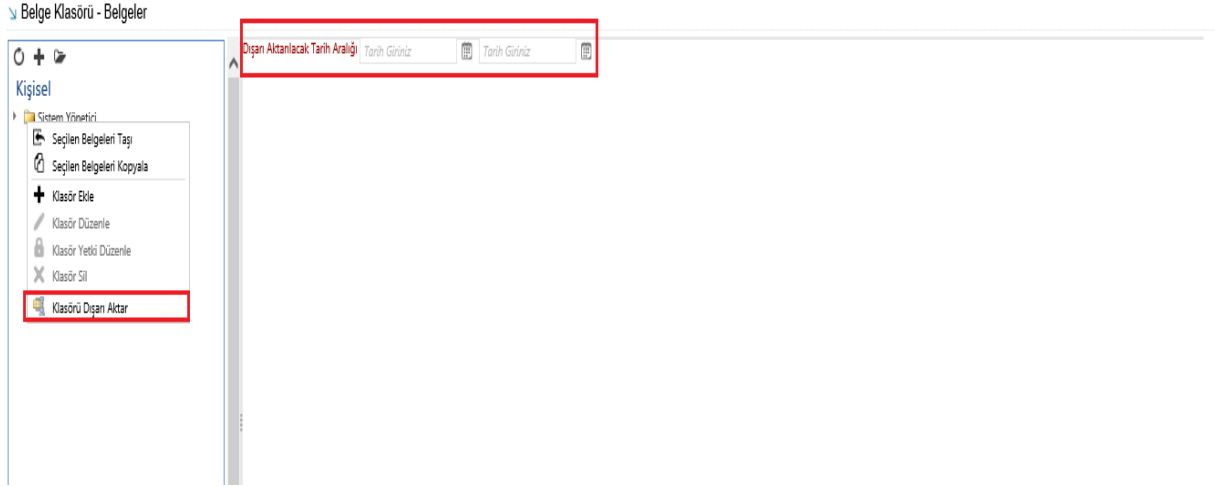 Belge Klasörü - Belgeler
Dışarı Aktarılacak Tarih Aralığı Tarih Giriniz Tarih Giriniz
Kişisel
Sistem Yönetici
Seçilen Belgeleri Taşı
Seçilen Belgeleri Kopyala
Klasör Ekle
Klasör Düzenle
Klasör Yetki Düzenle
Klasör Sil
Klasörü Dışarı Aktar